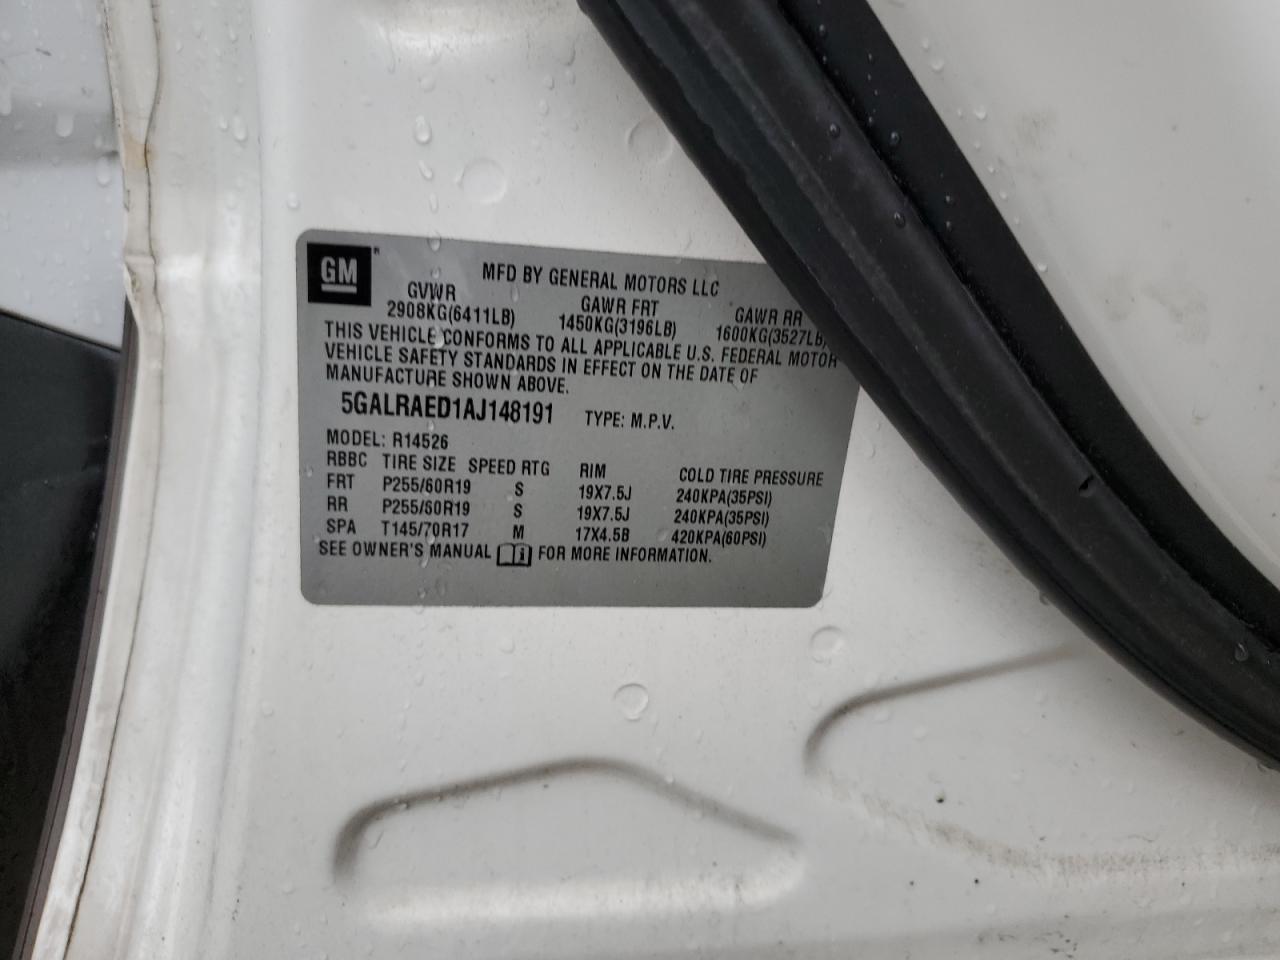 GM®
MFD BY GENERAL MOTORS LLC
GVWR GAWR FRT GAWR RR
2908KG(6411LB) 1450KG(3196LB) 1600KG(3527LB)
THIS VEHICLE CONFORMS TO ALL APPLICABLE U.S. FEDERAL MOTOR
VEHICLE SAFETY STANDARDS IN EFFECT ON THE DATE OF
MANUFACTURE SHOWN ABOVE.
5GALRAED1AJ148191 TYPE: M.P.V.
MODEL: R14526
RBBC TIRE SIZE SPEED RTG RIM COLD TIRE PRESSURE
FRT P255/60R19 S 19X7.5J 240KPA(35PSI)
RR P255/60R19 S 19X7.5J 240KPA(35PSI)
SPA T145/70R17 M 17X4.5B 420KPA(60PSI)
SEE OWNER'S MANUAL i FOR MORE INFORMATION.